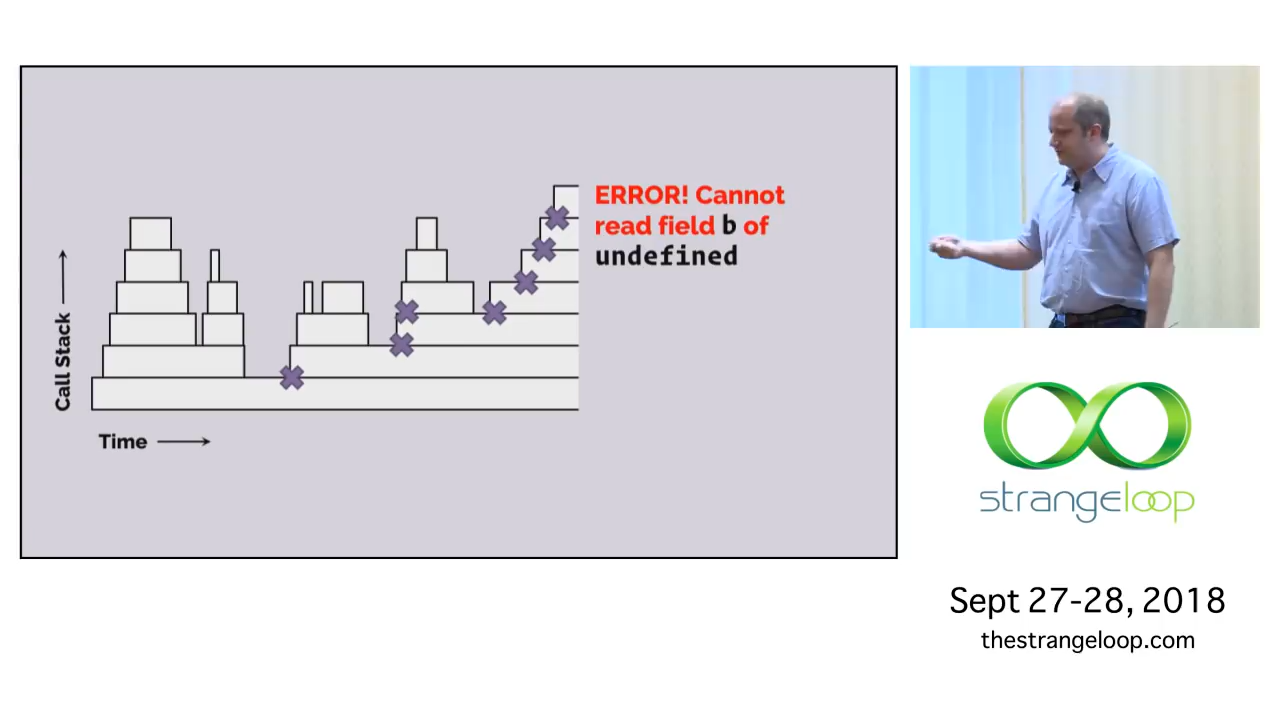 ERROR! Cannot
read field b of
undefined
Call Stack
Time
strangeloop
Sept 27-28, 2018
thestrangeloop.com